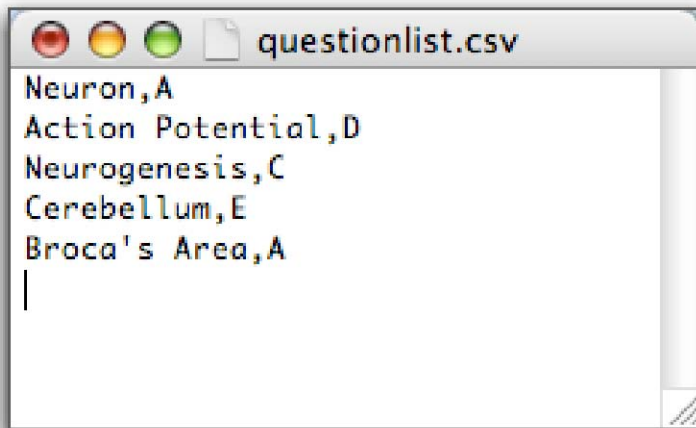 questionlist.csv
Neuron,A
Action Potential,D
Neurogenesis,C
Cerebellum,E
Broca's Area,A